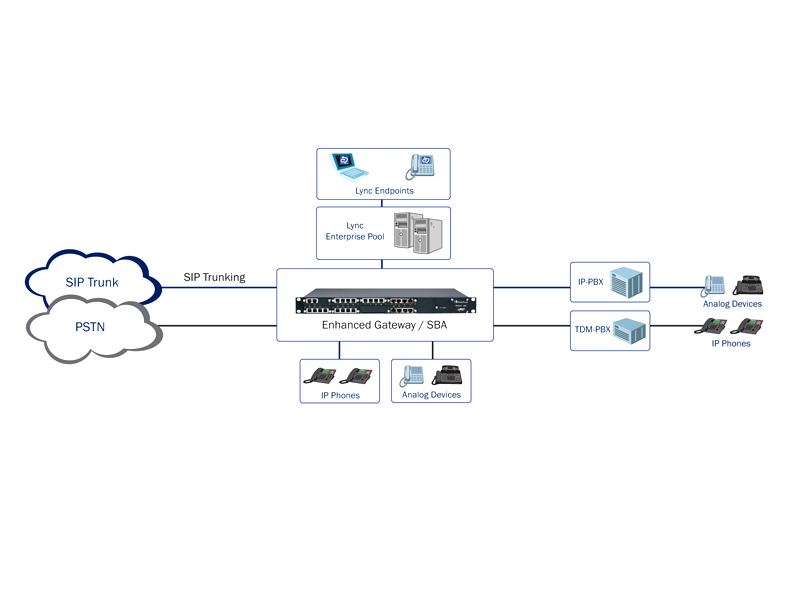 Lync Endpoints
Lync
Enterprise Pool
SIP Trunk
SIP Trunking
PSTN
Enhanced Gateway / SBA
IP-PBX
Analog Devices
TDM-PBX
IP Phones
IP Phones
Analog Devices